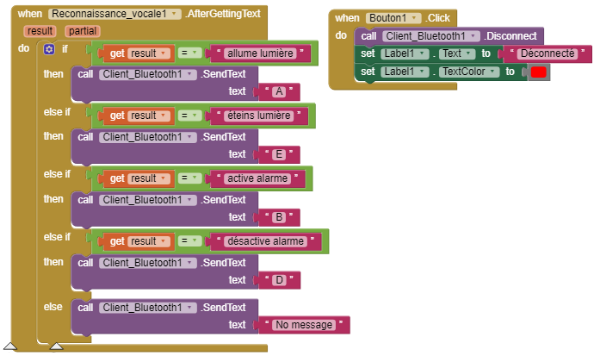 when Reconnaissance_vocale1 .AfterGettingText
result partial
do if get result = " allume lumière "
then call Client_Bluetooth1 .SendText
text " A "
else if get result = " eteins lumière "
then call Client_Bluetooth1 .SendText
text " E "
else if get result = " active alarme "
then call Client_Bluetooth1 .SendText
text " B "
else if get result = " désactive alarme "
then call Client_Bluetooth1 .SendText
text " D "
else call Client_Bluetooth1 .SendText
text " No message "
when Bouton1 .Click
do call Client_Bluetooth1 .Disconnect
set Label1 . Text to " Déconnecté "
set Label1 . TextColor to